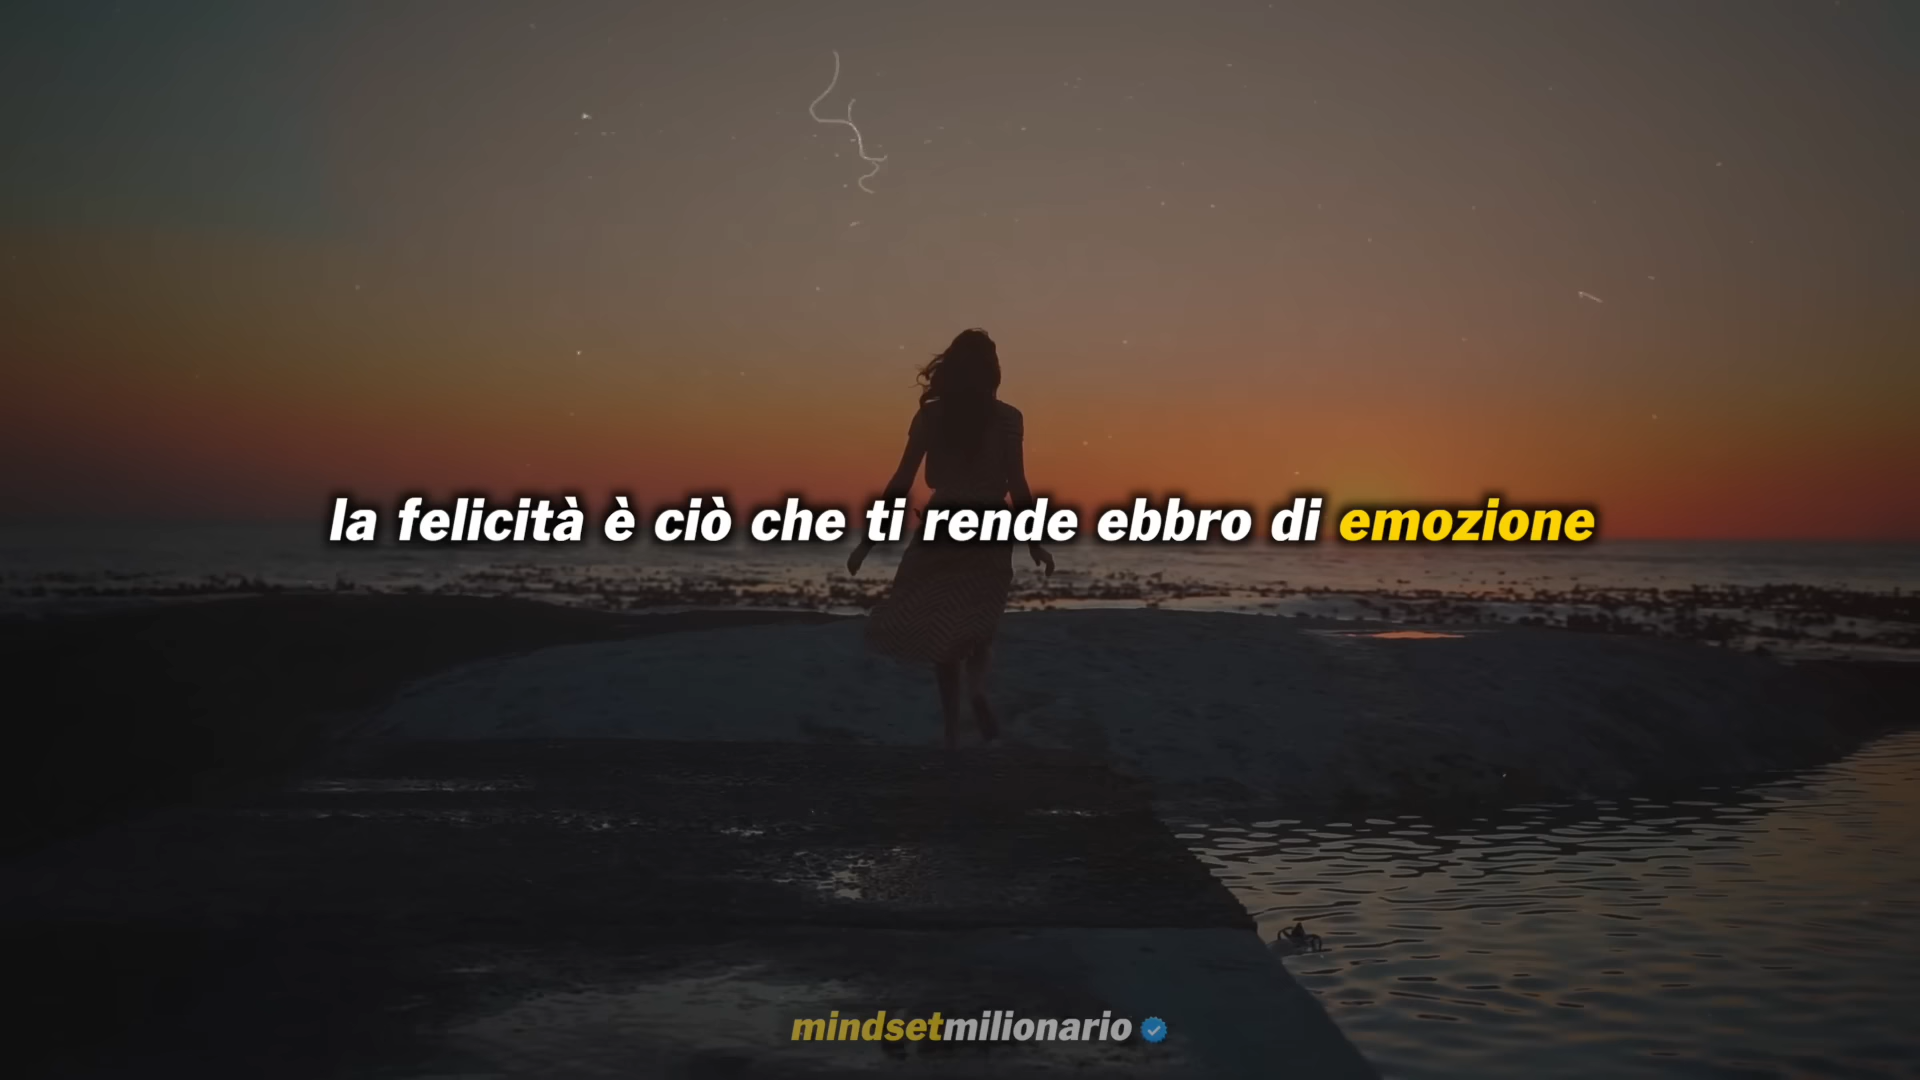 la felicità è ciò che ti rende ebbro di emozione
mindsetmilionario